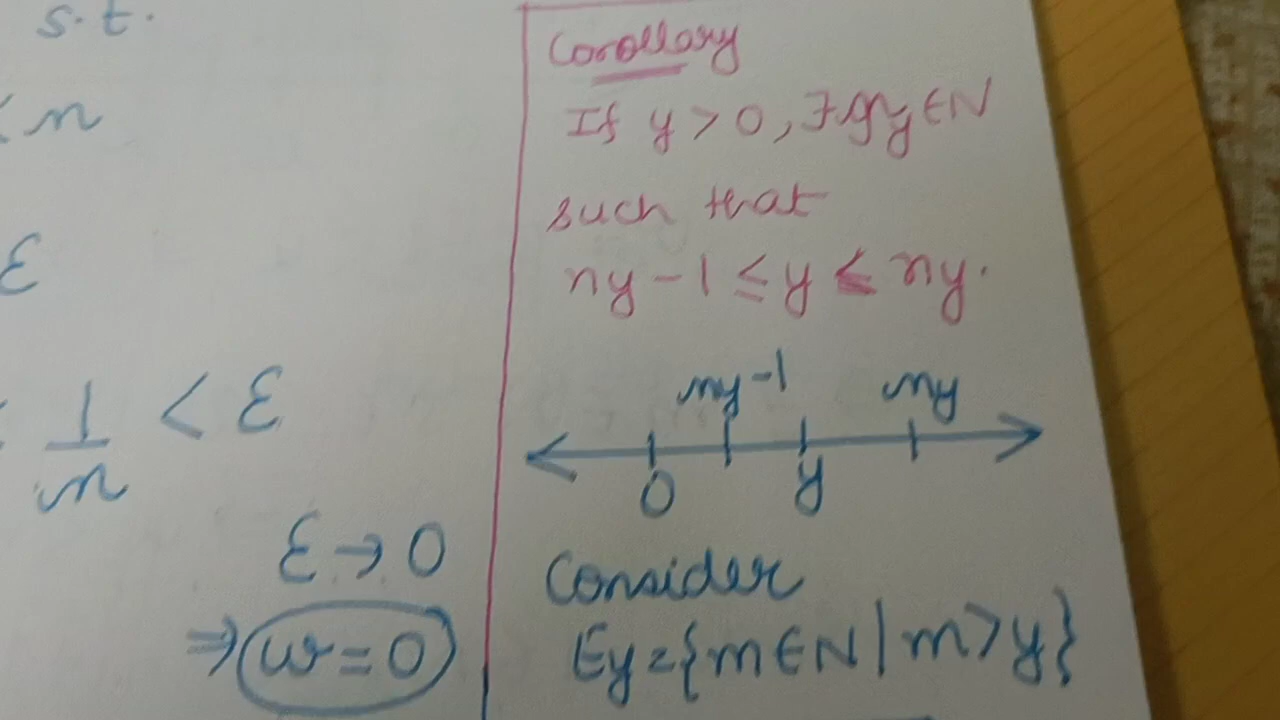 s.t.
< n
ε
1/n < ε
ε → 0
⇒ w = 0
Corollary
If y > 0, ∃ ny ∈ N
such that
ny - 1 ≤ y < ny.
ny-1 ny
0 y
Consider
Ey = {m ∈ N | m > y}